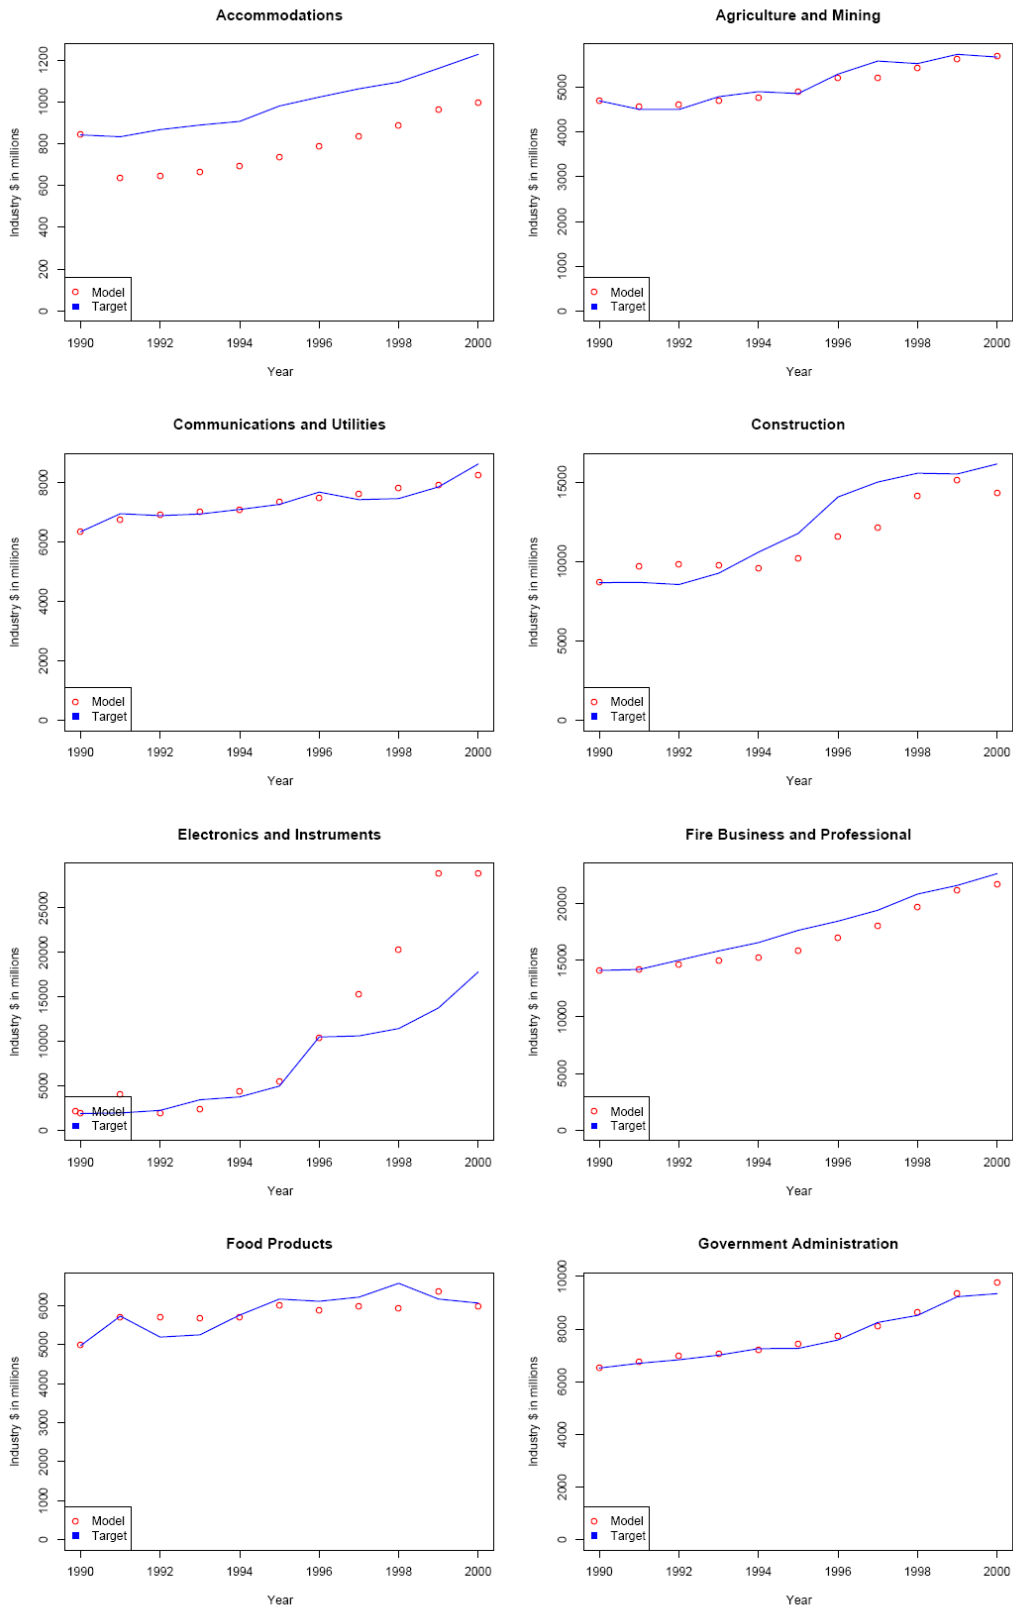 Accommodations
Industry $ in millions
0 200 400 600 800 1000 1200
Model
Target
1990 1992 1994 1996 1998 2000
Year
Agriculture and Mining
Industry $ in millions
0 1000 2000 3000 4000 5000
Model
Target
1990 1992 1994 1996 1998 2000
Year
Communications and Utilities
Industry $ in millions
0 2000 4000 6000 8000
Model
Target
1990 1992 1994 1996 1998 2000
Year
Construction
Industry $ in millions
0 5000 10000 15000
Model
Target
1990 1992 1994 1996 1998 2000
Year
Electronics and Instruments
Industry $ in millions
0 5000 10000 15000 20000 25000
Model
Target
1990 1992 1994 1996 1998 2000
Year
Fire Business and Professional
Industry $ in millions
0 5000 10000 15000 20000
Model
Target
1990 1992 1994 1996 1998 2000
Year
Food Products
Industry $ in millions
0 1000 2000 3000 4000 5000 6000
Model
Target
1990 1992 1994 1996 1998 2000
Year
Government Administration
Industry $ in millions
0 2000 4000 6000 8000 10000
Model
Target
1990 1992 1994 1996 1998 2000
Year